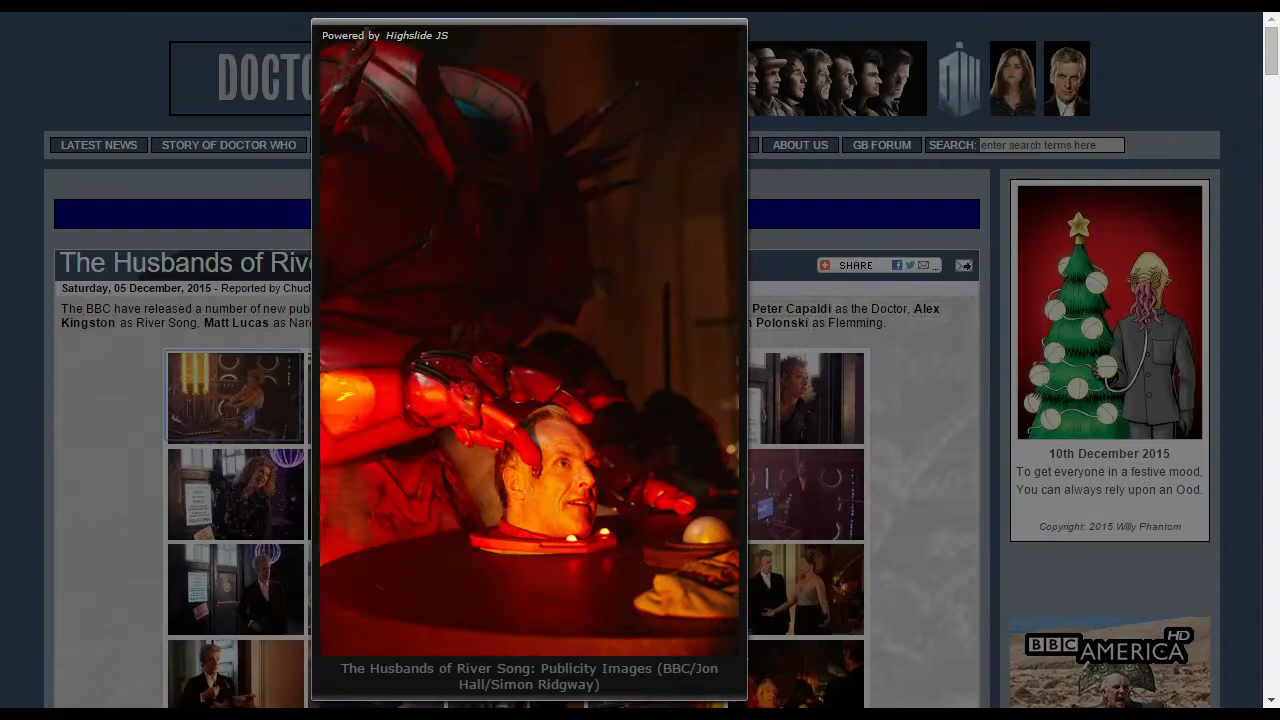 Powered by Highslide JS
DOCTO
LATEST NEWS
STORY OF DOCTOR WHO
ABOUT US
GB FORUM
SEARCH:
enter search terms here
The Husbands of Riv
SHARE
Saturday, 05 December, 2015 - Reported by Chuck
The BBC have released a number of new pub
Peter Capaldi as the Doctor, Alex
Kingston as River Song, Matt Lucas as Nar
Polonski as Flemming.
The Husbands of River Song: Publicity Images (BBC/Jon
Hall/Simon Ridgway)
10th December 2015
To get everyone in a festive mood,
You can always rely upon an Ood.
Copyright: 2015 Willy Phantom
BBC AMERICA HD